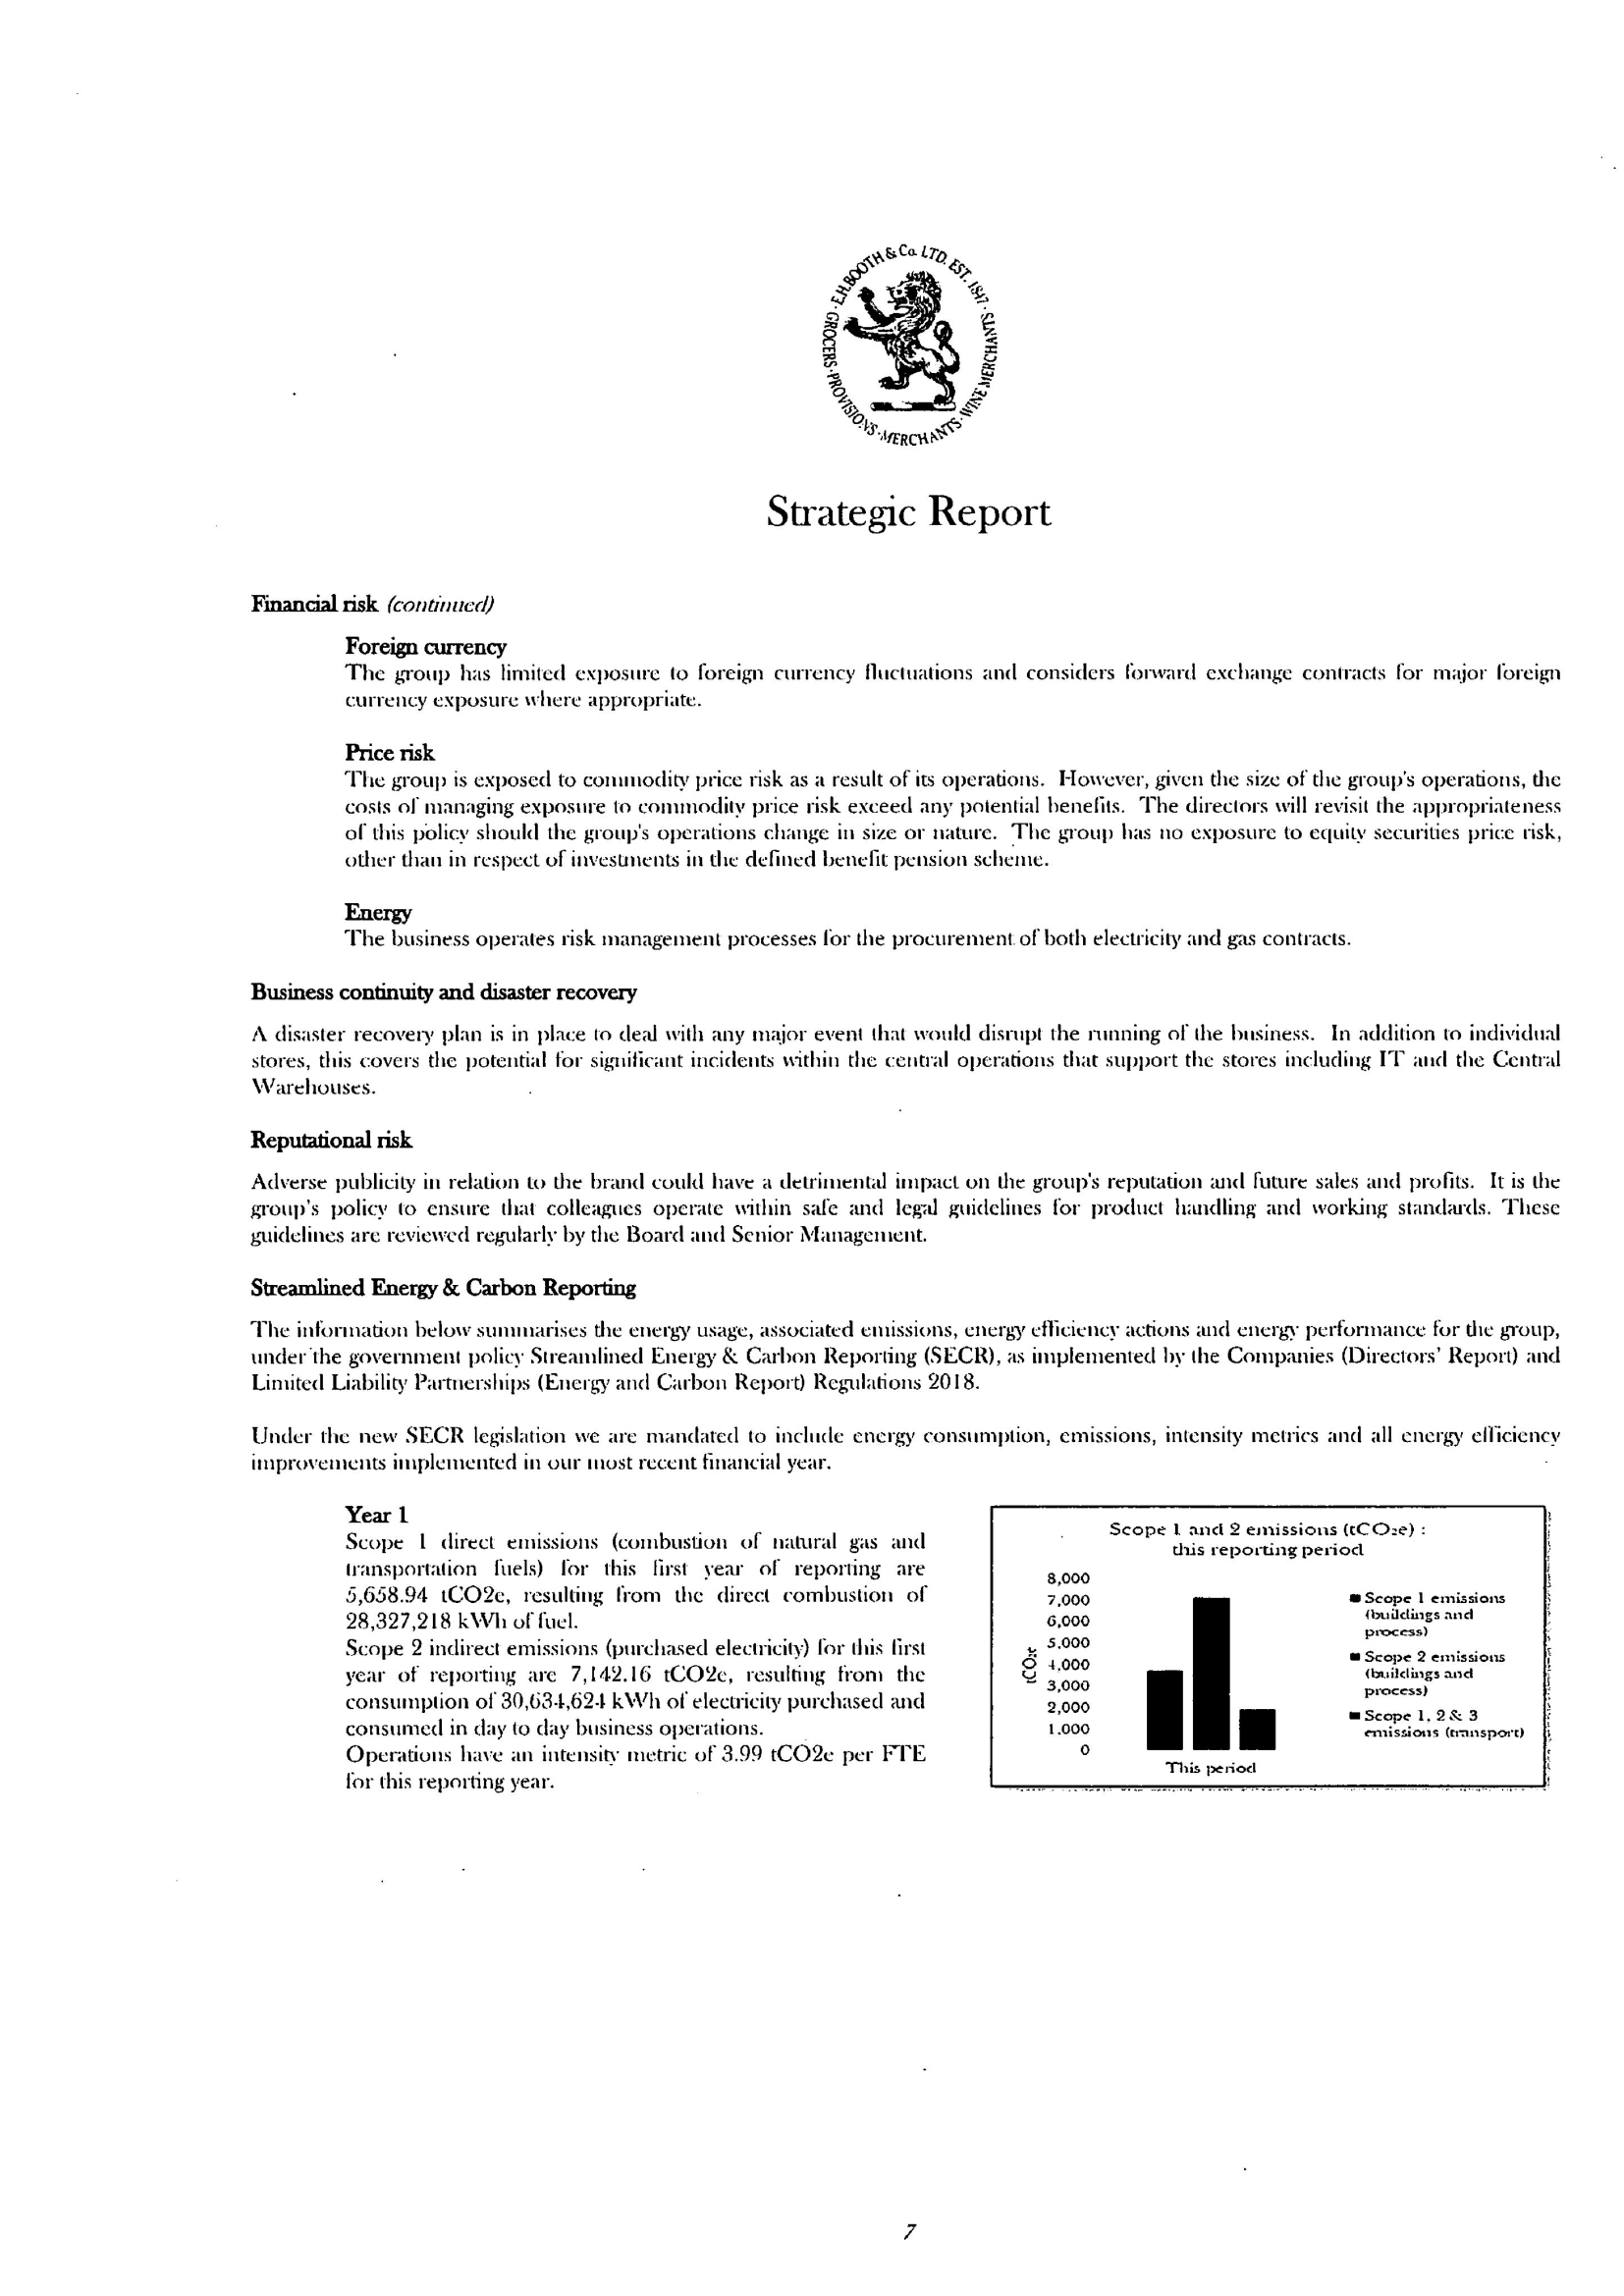 E.H.BOOTH & Co. LTD. EST. 1847 · GROCERS · PROVISIONS · MERCHANTS · WINE MERCHANTS
Strategic Report
Financial risk (continued)
Foreign currency
The group has limited exposure to foreign currency fluctuations and considers forward exchange contracts for major foreign
currency exposure where appropriate.
Price risk
The group is exposed to commodity price risk as a result of its operations. However, given the size of the group's operations, the
costs of managing exposure to commodity price risk exceed any potential benefits. The directors will revisit the appropriateness
of this policy should the group's operations change in size or nature. The group has no exposure to equity securities price risk,
other than in respect of investments in the defined benefit pension scheme.
Energy
The business operates risk management processes for the procurement of both electricity and gas contracts.
Business continuity and disaster recovery
A disaster recovery plan is in place to deal with any major event that would disrupt the running of the business. In addition to individual
stores, this covers the potential for significant incidents within the central operations that support the stores including IT and the Central
Warehouses.
Reputational risk
Adverse publicity in relation to the brand could have a detrimental impact on the group's reputation and future sales and profits. It is the
group's policy to ensure that colleagues operate within safe and legal guidelines for product handling and working standards. These
guidelines are reviewed regularly by the Board and Senior Management.
Streamlined Energy & Carbon Reporting
The information below summarises the energy usage, associated emissions, energy efficiency actions and energy performance for the group,
under the government policy Streamlined Energy & Carbon Reporting (SECR), as implemented by the Companies (Directors' Report) and
Limited Liability Partnerships (Energy and Carbon Report) Regulations 2018.
Under the new SECR legislation we are mandated to include energy consumption, emissions, intensity metrics and all energy efficiency
improvements implemented in our most recent financial year.
Year 1
Scope 1 direct emissions (combustion of natural gas and
transportation fuels) for this first year of reporting are
5,658.94 tCO2e, resulting from the direct combustion of
28,327,218 kWh of fuel.
Scope 2 indirect emissions (purchased electricity) for this first
year of reporting are 7,142.16 tCO2e, resulting from the
consumption of 30,634,624 kWh of electricity purchased and
consumed in day to day business operations.
Operations have an intensity metric of 3.99 tCO2e per FTE
for this reporting year.
Scope 1 and 2 emissions (tCO₂e) :
this reporting period
8,000
7,000
6,000
5,000
4,000
3,000
2,000
1,000
0
tCO₂e
This period
Scope 1 emissions
(buildings and
process)
Scope 2 emissions
(buildings and
process)
Scope 1, 2 & 3
emissions (transport)
7